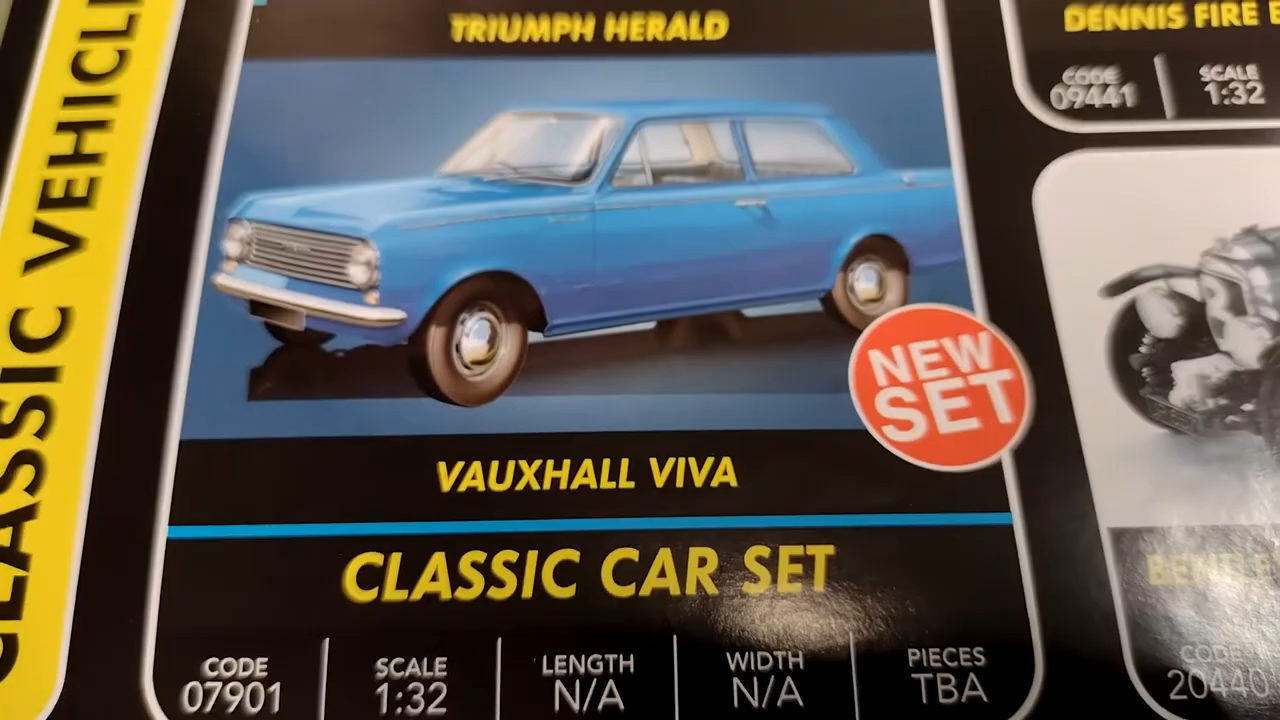 CLASSIC VEHICL
TRIUMPH HERALD
NEW
SET
VAUXHALL VIVA
CLASSIC CAR SET
CODE
07901
SCALE
1:32
LENGTH
N/A
WIDTH
N/A
PIECES
TBA
DENNIS FIRE E
CODE
09441
SCALE
1:32
CODE
20440